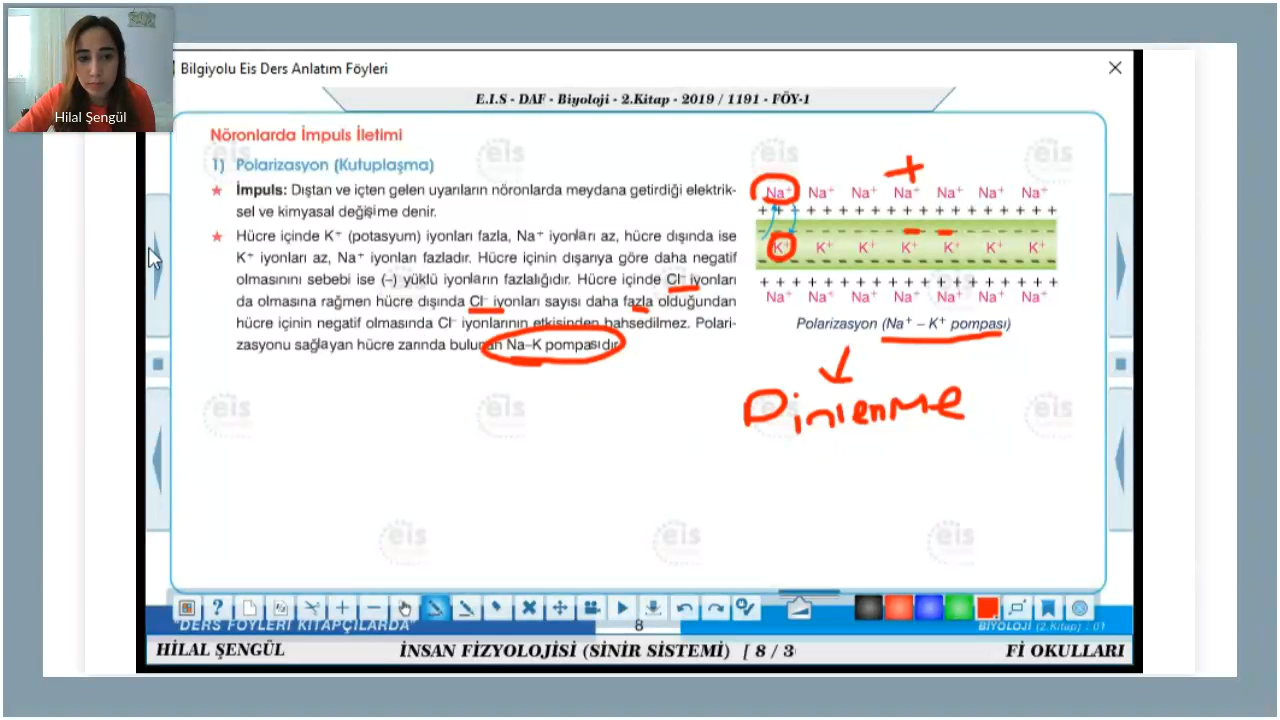 Hilal Şengül
Bilgiyolu Eis Ders Anlatım Föyleri
E.I.S - DAF - Biyoloji - 2.Kitap - 2019 / 1191 - FÖY-1
Nöronlarda İmpuls İletimi
1) Polarizasyon (Kutuplaşma)
★ İmpuls: Dıştan ve içten gelen uyarıların nöronlarda meydana getirdiği elektrik-
sel ve kimyasal değişime denir.
★ Hücre içinde K⁺ (potasyum) iyonları fazla, Na⁺ iyonları az, hücre dışında ise
K⁺ iyonları az, Na⁺ iyonları fazladır. Hücre içinin dışarıya göre daha negatif
olmasının sebebi ise (–) yüklü iyonların fazlalığıdır. Hücre içinde Cl⁻ iyonları
da olmasına rağmen hücre dışında Cl⁻ iyonları sayısı daha fazla olduğundan
hücre içinin negatif olmasında Cl⁻ iyonlarının etkisinden bahsedilmez. Polari-
zasyonu sağlayan hücre zarında bulunan Na–K pompasıdır.
+
Na⁺ Na⁺ Na⁺ Na⁺ Na⁺ Na⁺ Na⁺
K⁺ K⁺ K⁺ K⁺ K⁺ K⁺ K⁺
Na⁺ Na⁺ Na⁺ Na⁺ Na⁺ Na⁺ Na⁺
Polarizasyon (Na⁺ – K⁺ pompası)
Dinlenme
eis
"DERS FÖYLERİ KİTAPÇILARDA"
8
BİYOLOJİ (2.Kitap) : 01
HİLAL ŞENGÜL
İNSAN FİZYOLOJİSİ (SİNİR SİSTEMİ) [ 8 / 3
Fİ OKULLARI